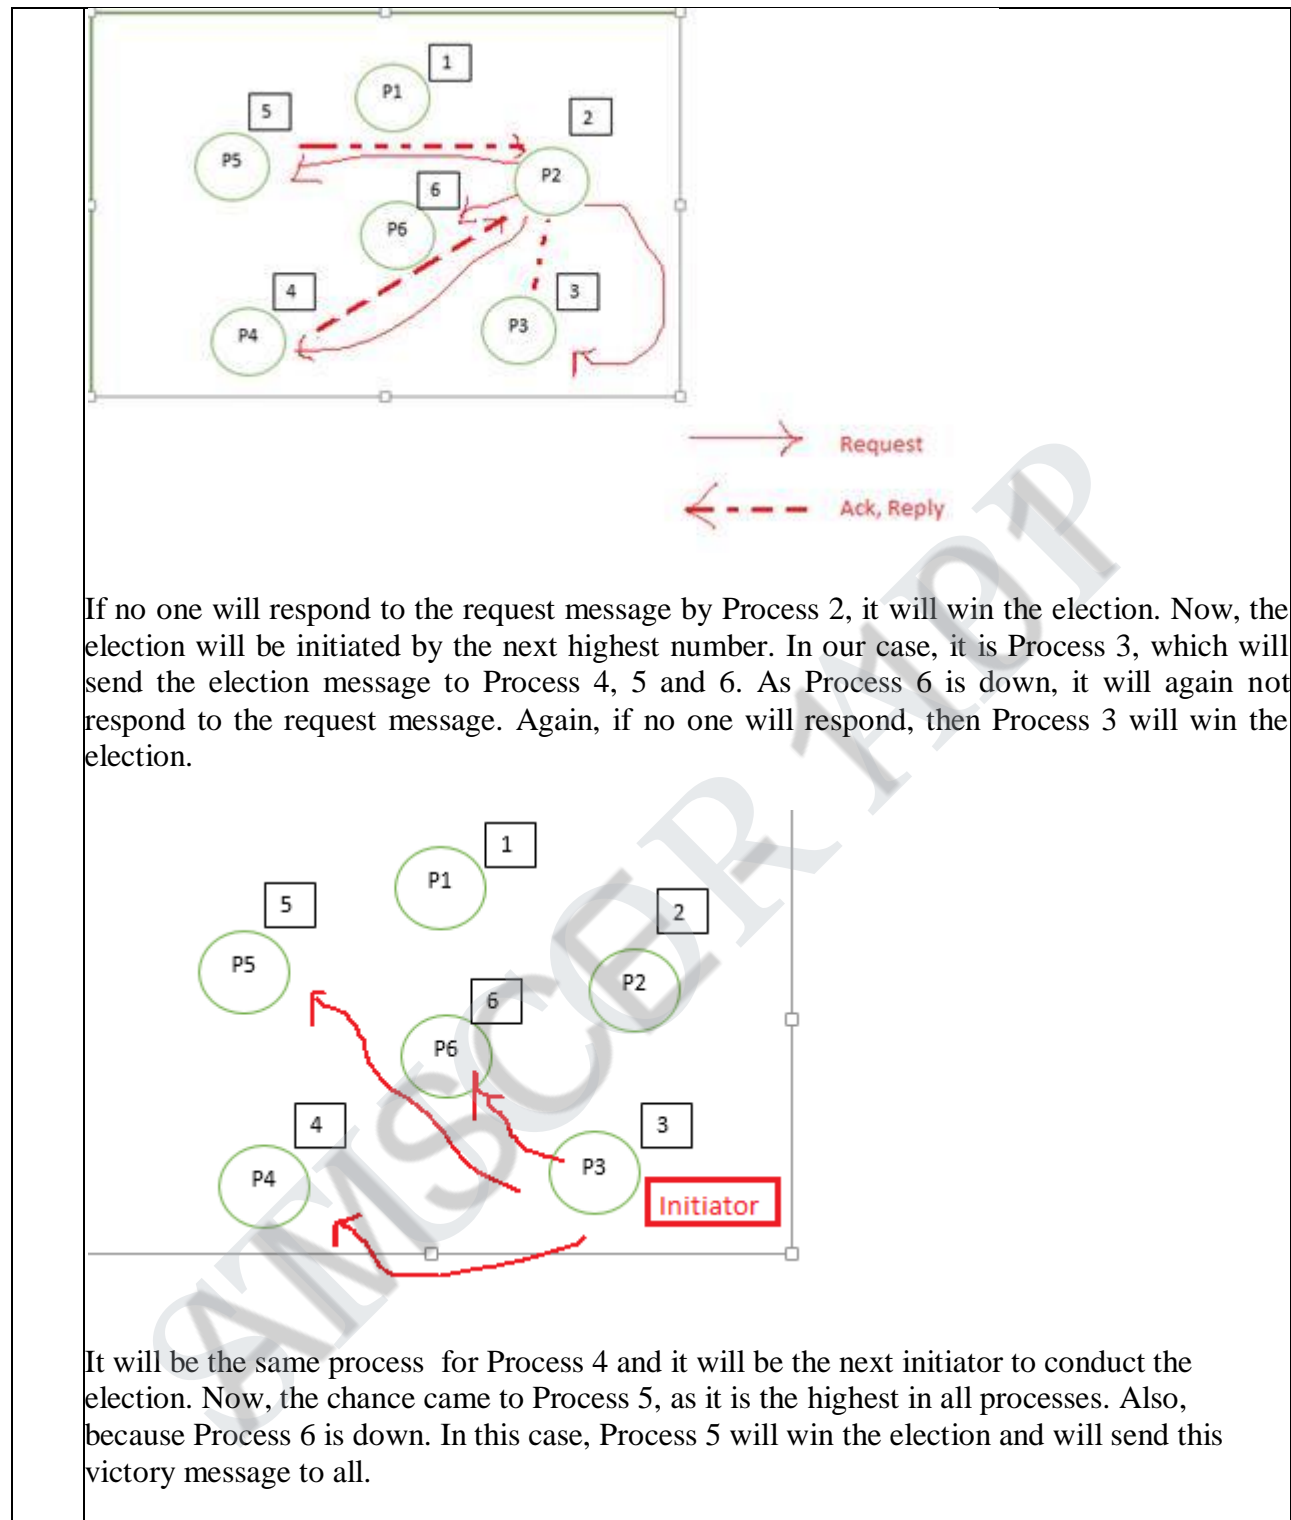 1
P1
5
2
P5
P2
6
P6
4
3
P4
P3
Request
Ack, Reply
If no one will respond to the request message by Process 2, it will win the election. Now, the
election will be initiated by the next highest number. In our case, it is Process 3, which will
send the election message to Process 4, 5 and 6. As Process 6 is down, it will again not
respond to the request message. Again, if no one will respond, then Process 3 will win the
election.
1
P1
5
2
P5
P2
6
P6
4
3
P4
P3
Initiator
It will be the same process for Process 4 and it will be the next initiator to conduct the
election. Now, the chance came to Process 5, as it is the highest in all processes. Also,
because Process 6 is down. In this case, Process 5 will win the election and will send this
victory message to all.